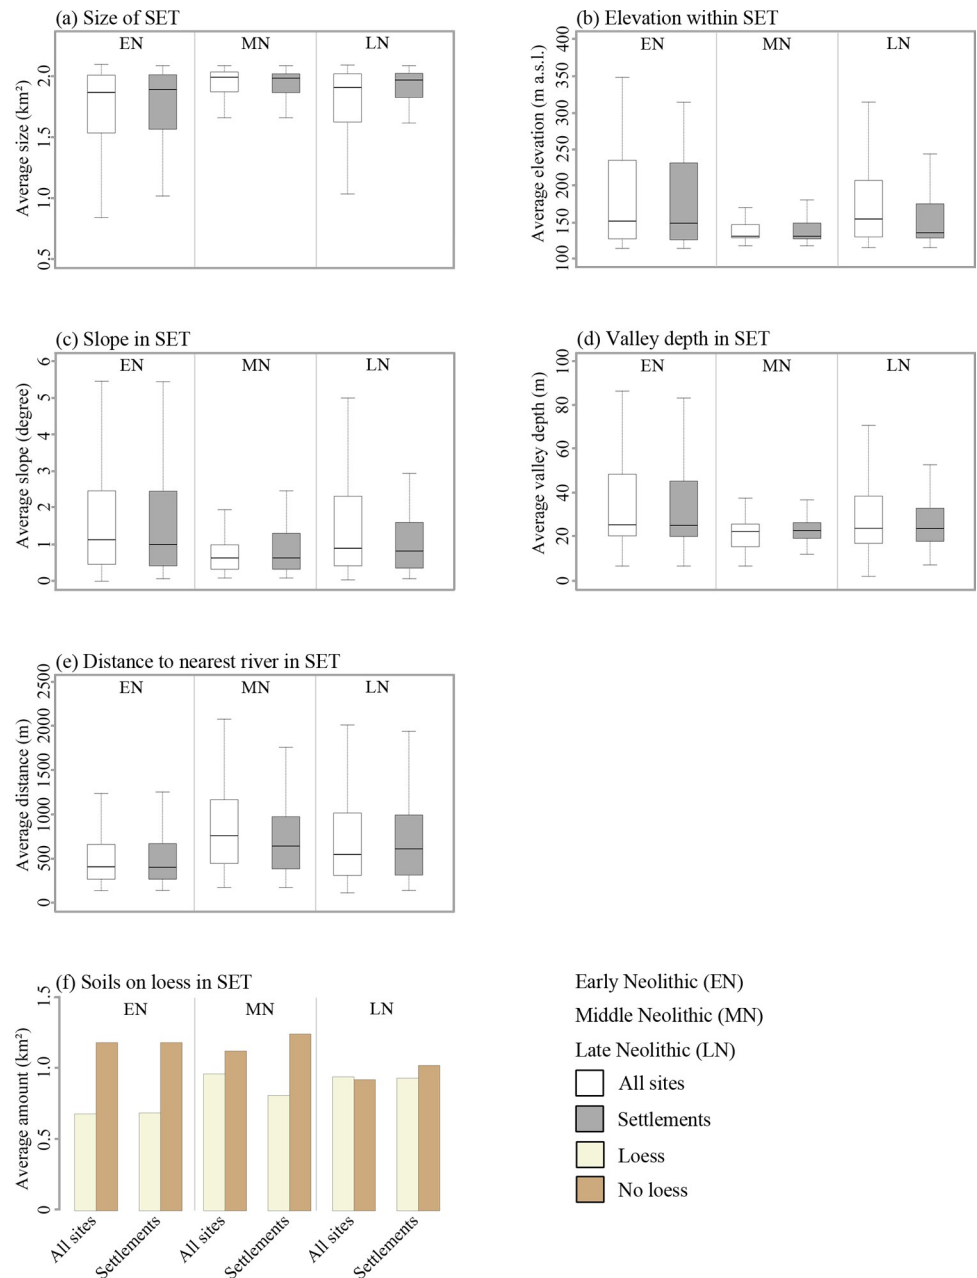 (a) Size of SET
EN
MN
LN
Average size (km²)
2.0
1.5
1.0
0.5
(b) Elevation within SET
EN
MN
LN
Average elevation (m a.s.l.)
400
350
300
250
200
150
100
(c) Slope in SET
EN
MN
LN
Average slope (degree)
6
5
4
3
2
1
0
(d) Valley depth in SET
EN
MN
LN
Average valley depth (m)
100
80
60
40
20
0
(e) Distance to nearest river in SET
EN
MN
LN
Average distance (m)
2500
2000
1500
1000
500
0
(f) Soils on loess in SET
EN
MN
LN
Average amount (km²)
1.5
1.0
0.5
0
All sites
Settlements
All sites
Settlements
All sites
Settlements
Early Neolithic (EN)
Middle Neolithic (MN)
Late Neolithic (LN)
All sites
Settlements
Loess
No loess